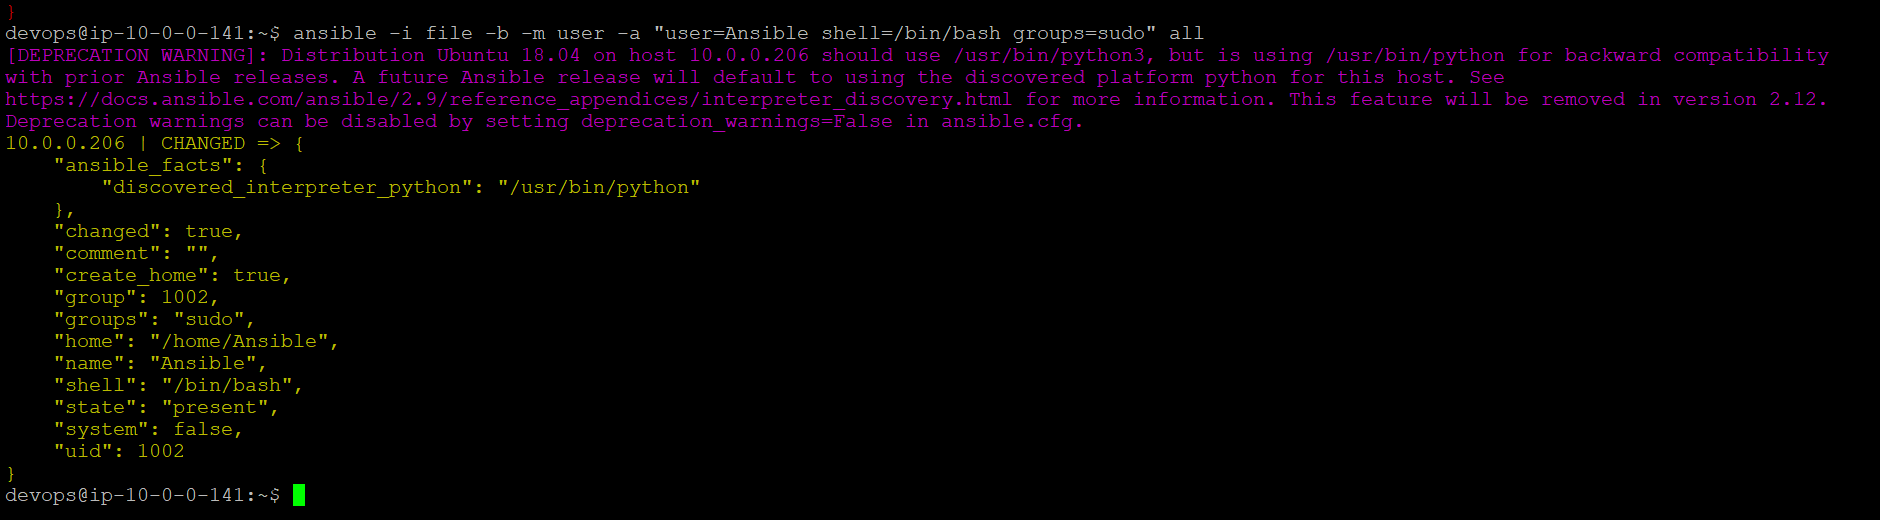 }
devops@ip-10-0-0-141:~$ ansible -i file -b -m user -a "user=Ansible shell=/bin/bash groups=sudo" all
[DEPRECATION WARNING]: Distribution Ubuntu 18.04 on host 10.0.0.206 should use /usr/bin/python3, but is using /usr/bin/python for backward compatibility
with prior Ansible releases. A future Ansible release will default to using the discovered platform python for this host. See
https://docs.ansible.com/ansible/2.9/reference_appendices/interpreter_discovery.html for more information. This feature will be removed in version 2.12.
Deprecation warnings can be disabled by setting deprecation_warnings=False in ansible.cfg.
10.0.0.206 | CHANGED => {
    "ansible_facts": {
        "discovered_interpreter_python": "/usr/bin/python"
    },
    "changed": true,
    "comment": "",
    "create_home": true,
    "group": 1002,
    "groups": "sudo",
    "home": "/home/Ansible",
    "name": "Ansible",
    "shell": "/bin/bash",
    "state": "present",
    "system": false,
    "uid": 1002
}
devops@ip-10-0-0-141:~$